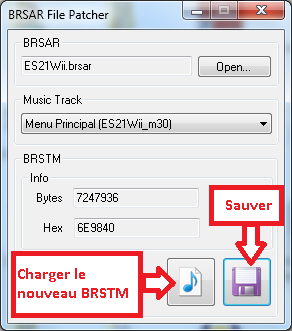 BRSAR File Patcher
BRSAR
ES21Wii.brsar
Open...
Music Track
Menu Principal (ES21Wii_m30)
BRSTM
Info
Bytes
7247936
Hex
6E9840
Sauver
Charger le
nouveau BRSTM